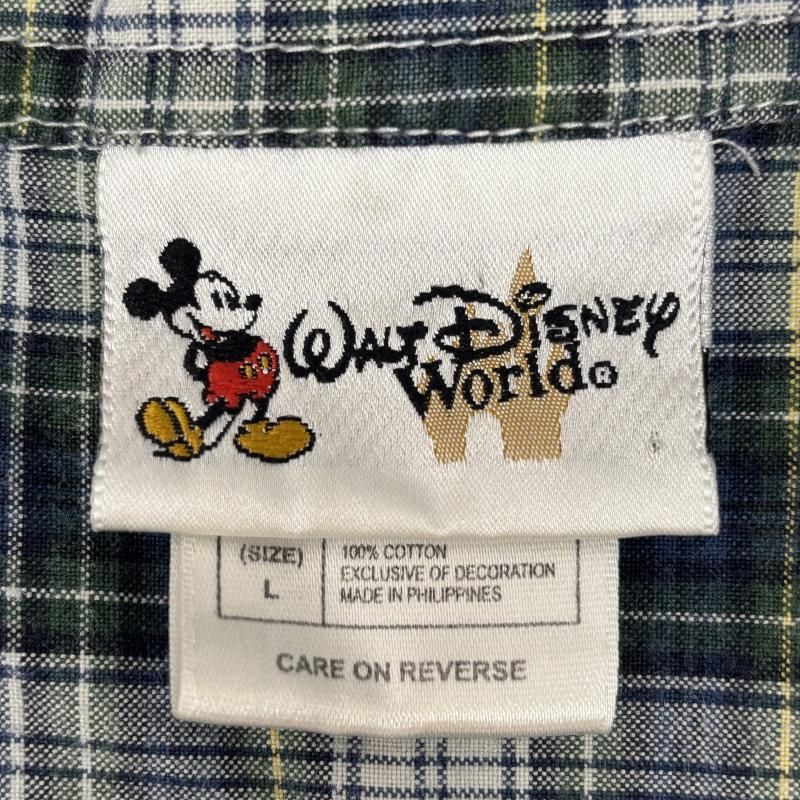 WALT DISNEY
World®
(SIZE)
L
100% COTTON
EXCLUSIVE OF DECORATION
MADE IN PHILIPPINES
CARE ON REVERSE